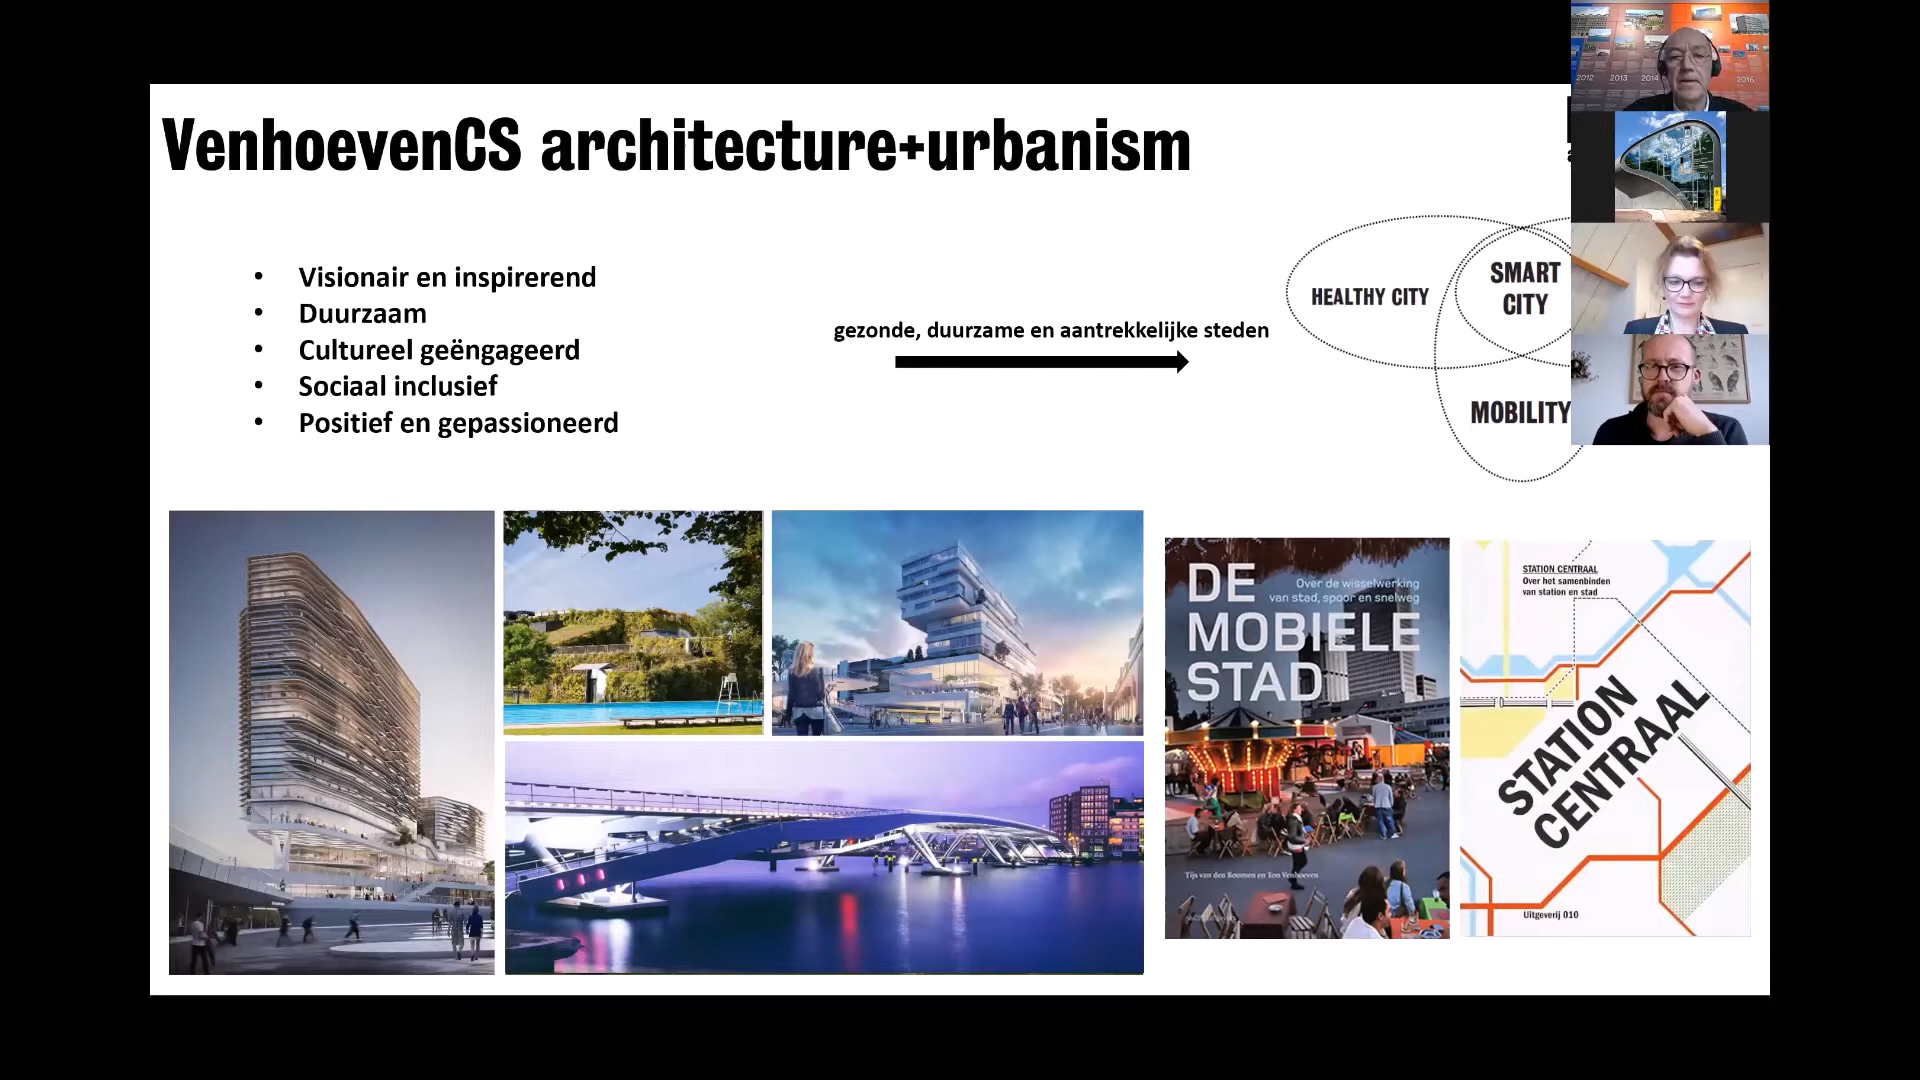 VenhoevenCS architecture+urbanism
• Visionair en inspirerend
• Duurzaam
• Cultureel geëngageerd
• Sociaal inclusief
• Positief en gepassioneerd
gezonde, duurzame en aantrekkelijke steden
HEALTHY CITY
SMART
CITY
MOBILITY
2012 2013 2014 2016
DE
MOBIELE
STAD
Over de wisselwerking
van stad, spoor en snelweg
Tijs van den Boomen en Ton Venhoeven
STATION CENTRAAL
Over het samenbinden
van station en stad
STATION
CENTRAAL
Uitgeverij 010